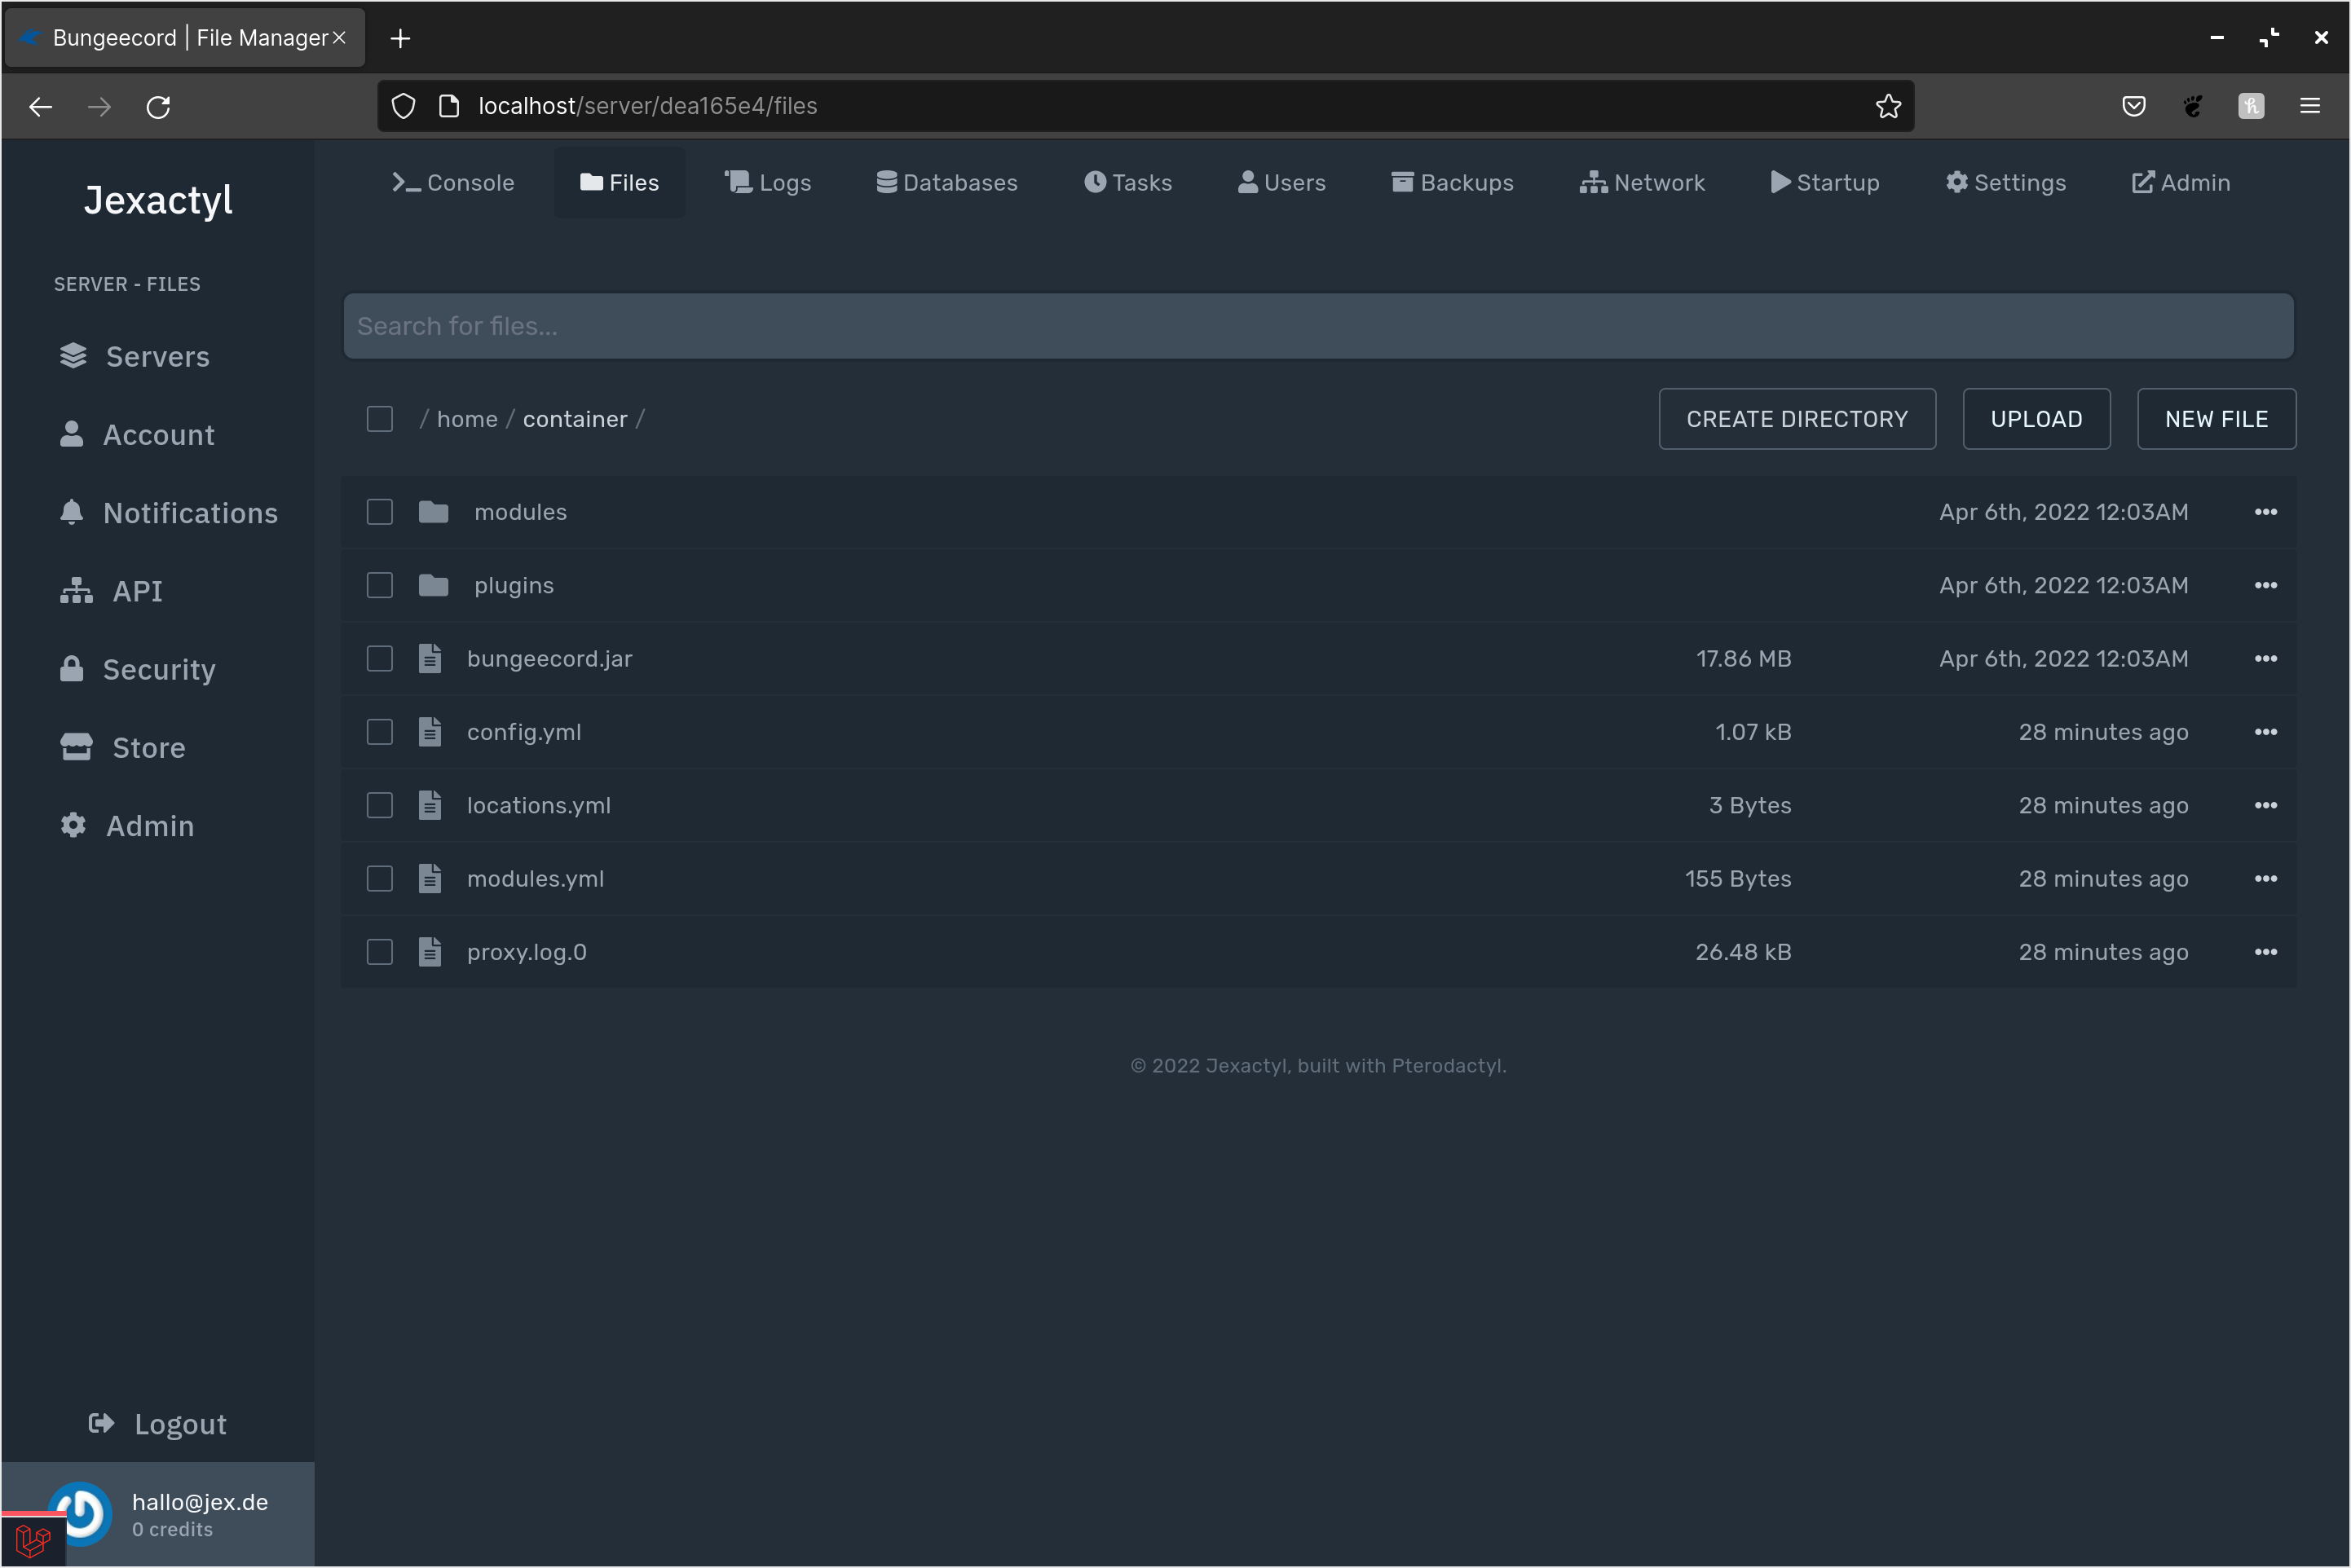 Bungeecord | File Manager
localhost/server/dea165e4/files
Jexactyl
Console Files Logs Databases Tasks Users Backups Network Startup Settings Admin
SERVER - FILES
Servers
Account
Notifications
API
Security
Store
Admin
Search for files...
/ home / container /
CREATE DIRECTORY UPLOAD NEW FILE
modules Apr 6th, 2022 12:03AM
plugins Apr 6th, 2022 12:03AM
bungeecord.jar 17.86 MB Apr 6th, 2022 12:03AM
config.yml 1.07 kB 28 minutes ago
locations.yml 3 Bytes 28 minutes ago
modules.yml 155 Bytes 28 minutes ago
proxy.log.0 26.48 kB 28 minutes ago
© 2022 Jexactyl, built with Pterodactyl.
Logout
hallo@jex.de
0 credits